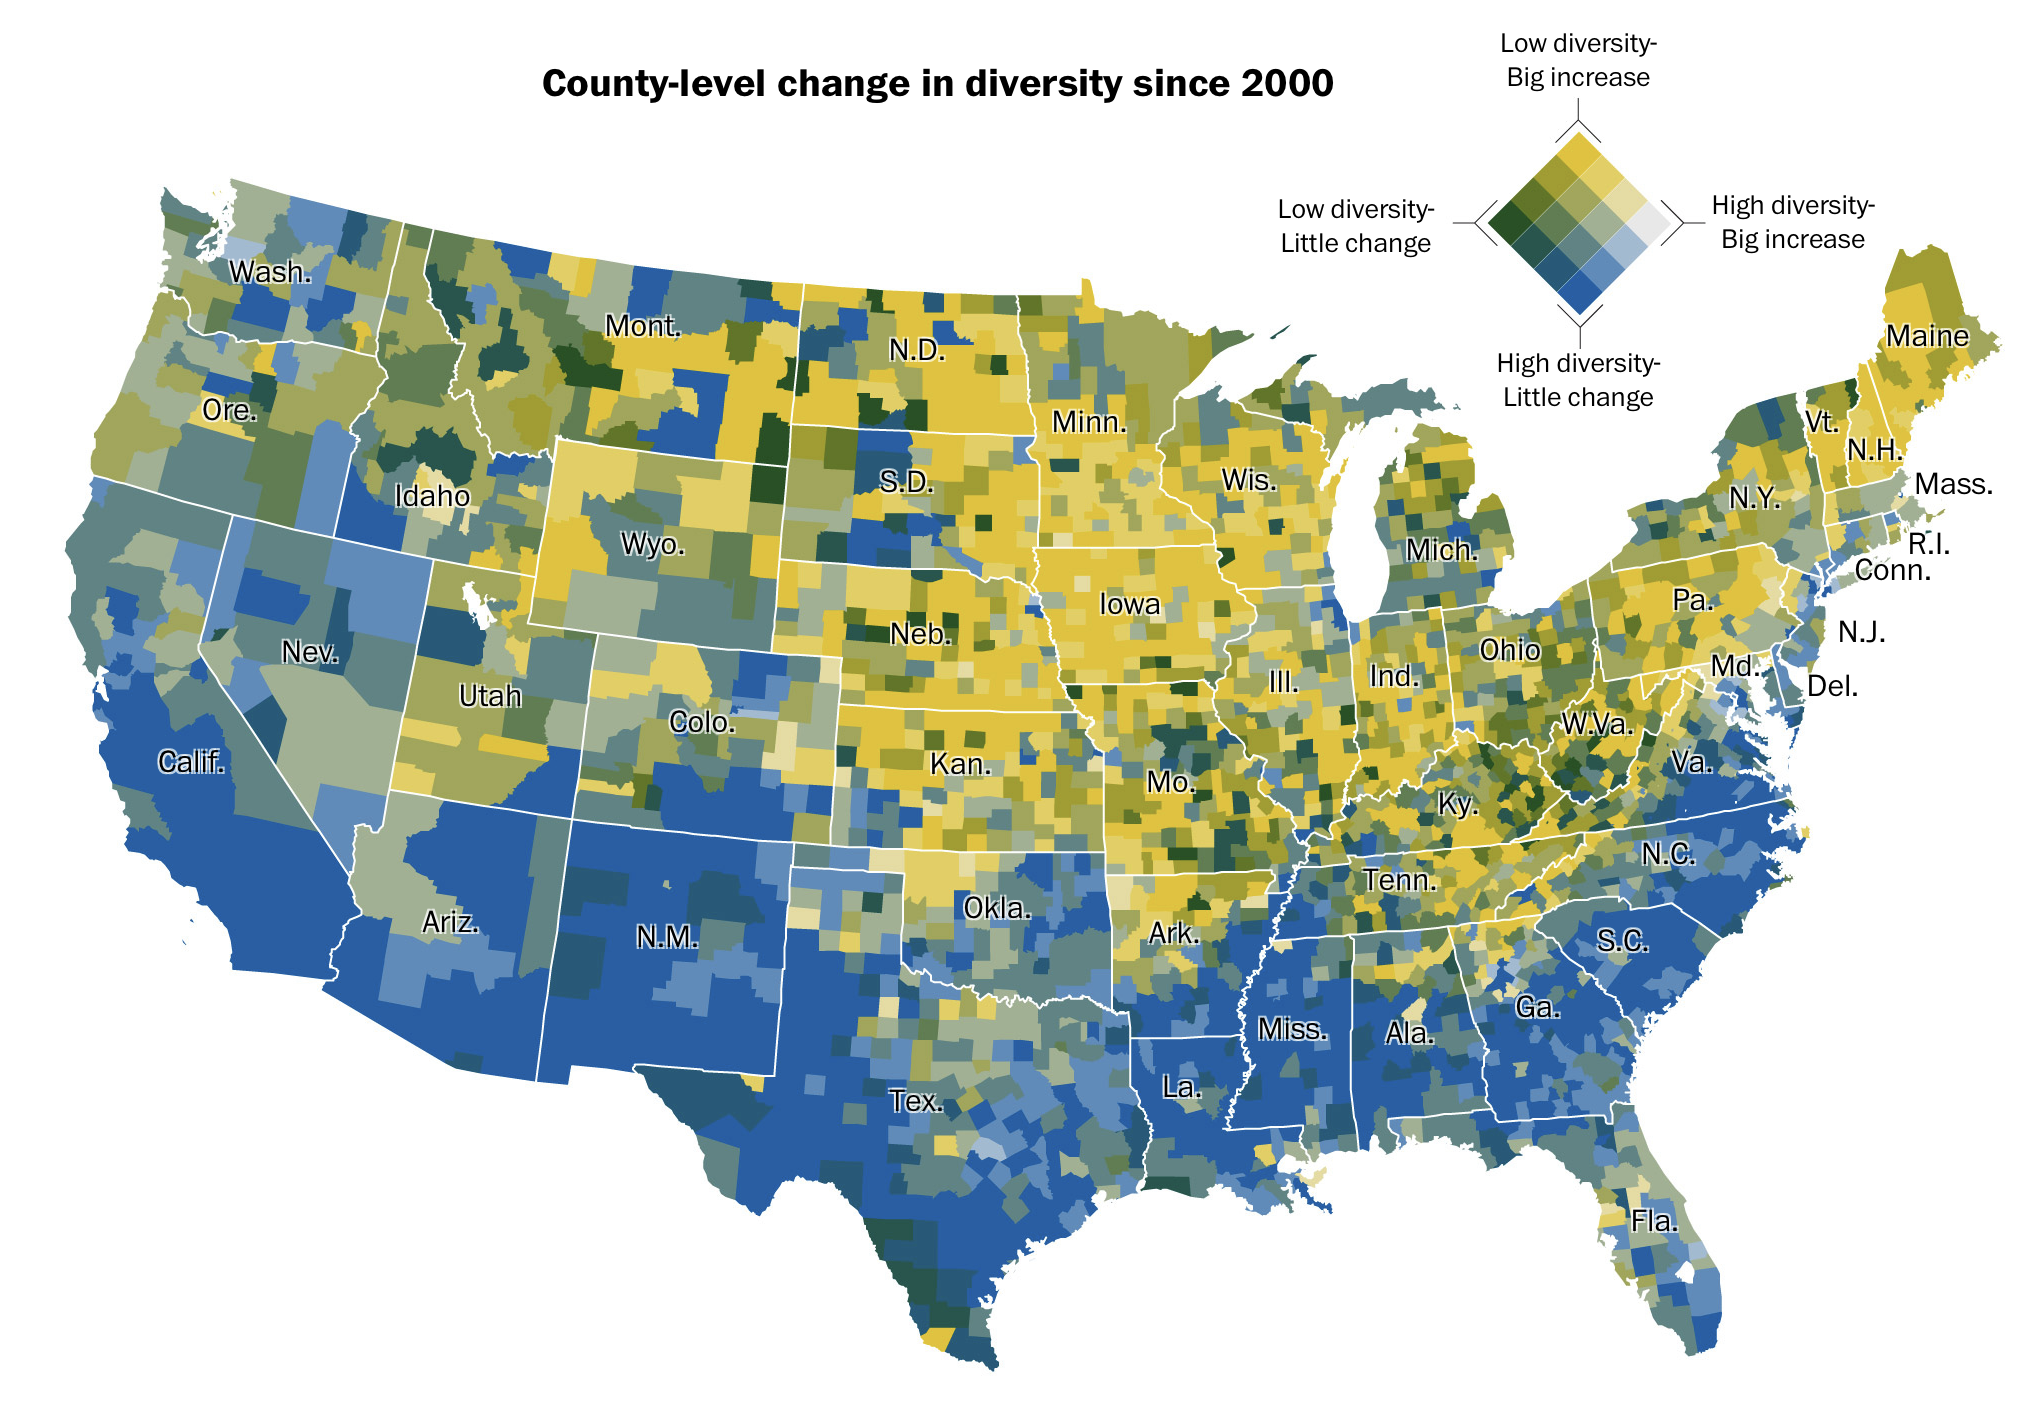 County-level change in diversity since 2000
Low diversity-
Big increase
Low diversity-
Little change
High diversity-
Big increase
High diversity-
Little change
Wash.
Mont.
N.D.
Minn.
Maine
Vt.
N.H.
Ore.
Idaho
S.D.
Wis.
N.Y.
Mass.
Wyo.
Mich.
R.I.
Conn.
Iowa
Pa.
N.J.
Nev.
Neb.
Ohio
Utah
Colo.
Ill.
Ind.
Md.
Del.
W.Va.
Calif.
Kan.
Mo.
Va.
Ky.
N.C.
Tenn.
Ariz.
N.M.
Okla.
Ark.
S.C.
Miss.
Ala.
Ga.
Tex.
La.
Fla.